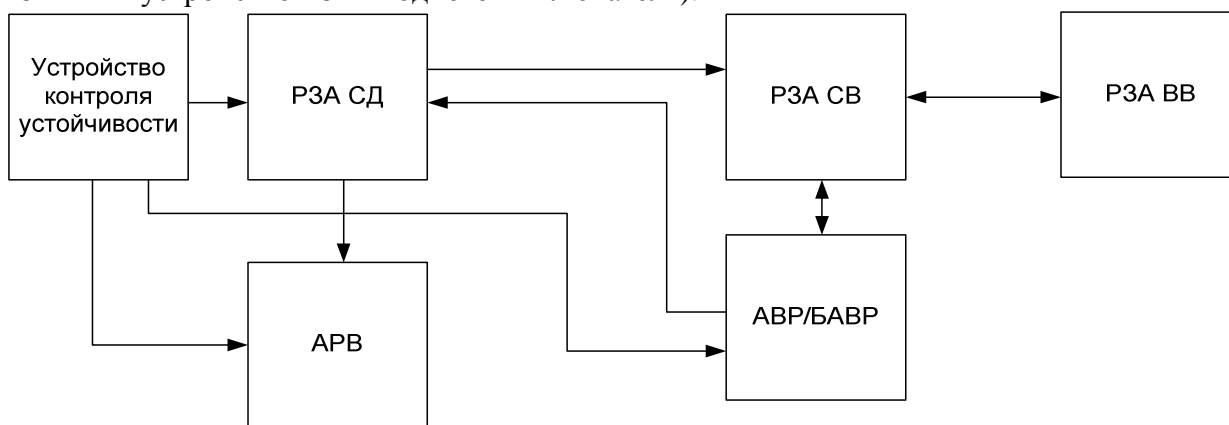 Устройство
контроля
устойчивости
РЗА СД
РЗА СВ
РЗА ВВ
АРВ
АВР/БАВР